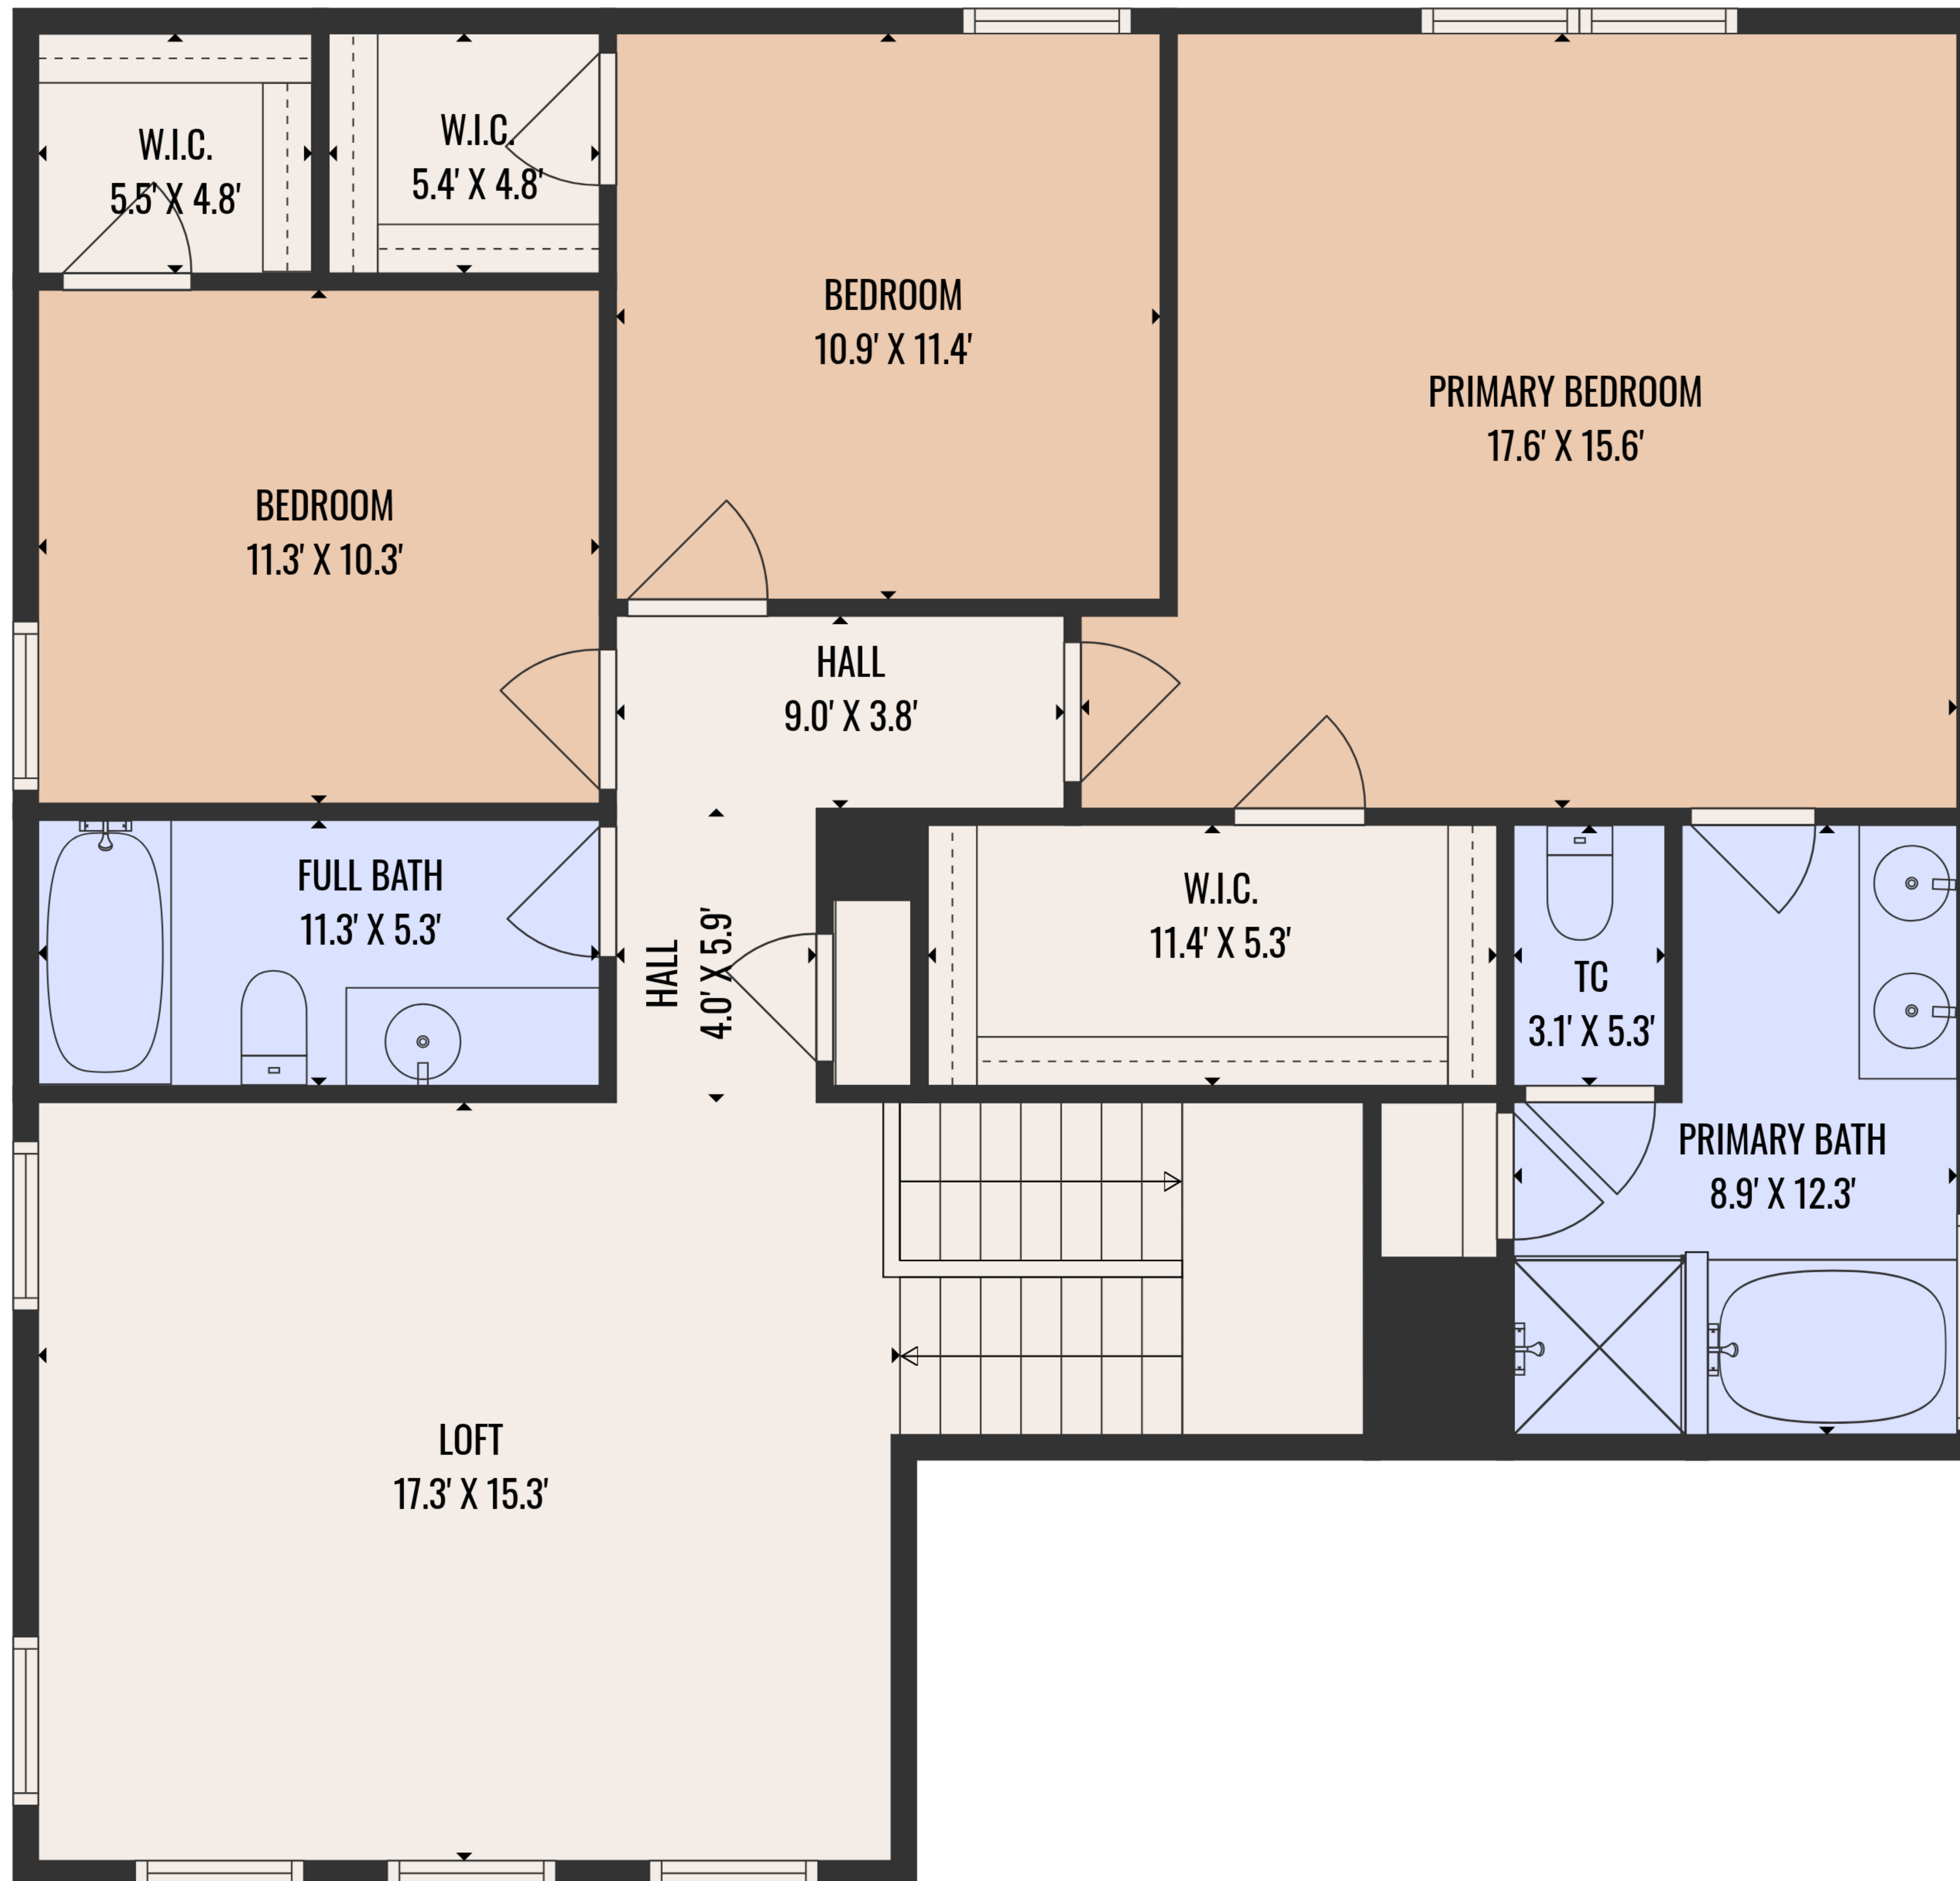 W.I.C.
5.5' X 4.8'
W.I.C.
5.4' X 4.8'
BEDROOM
10.9' X 11.4'
PRIMARY BEDROOM
17.6' X 15.6'
BEDROOM
11.3' X 10.3'
HALL
9.0' X 3.8'
FULL BATH
11.3' X 5.3'
HALL
4.0' X 5.9'
W.I.C.
11.4' X 5.3'
TC
3.1' X 5.3'
PRIMARY BATH
8.9' X 12.3'
LOFT
17.3' X 15.3'